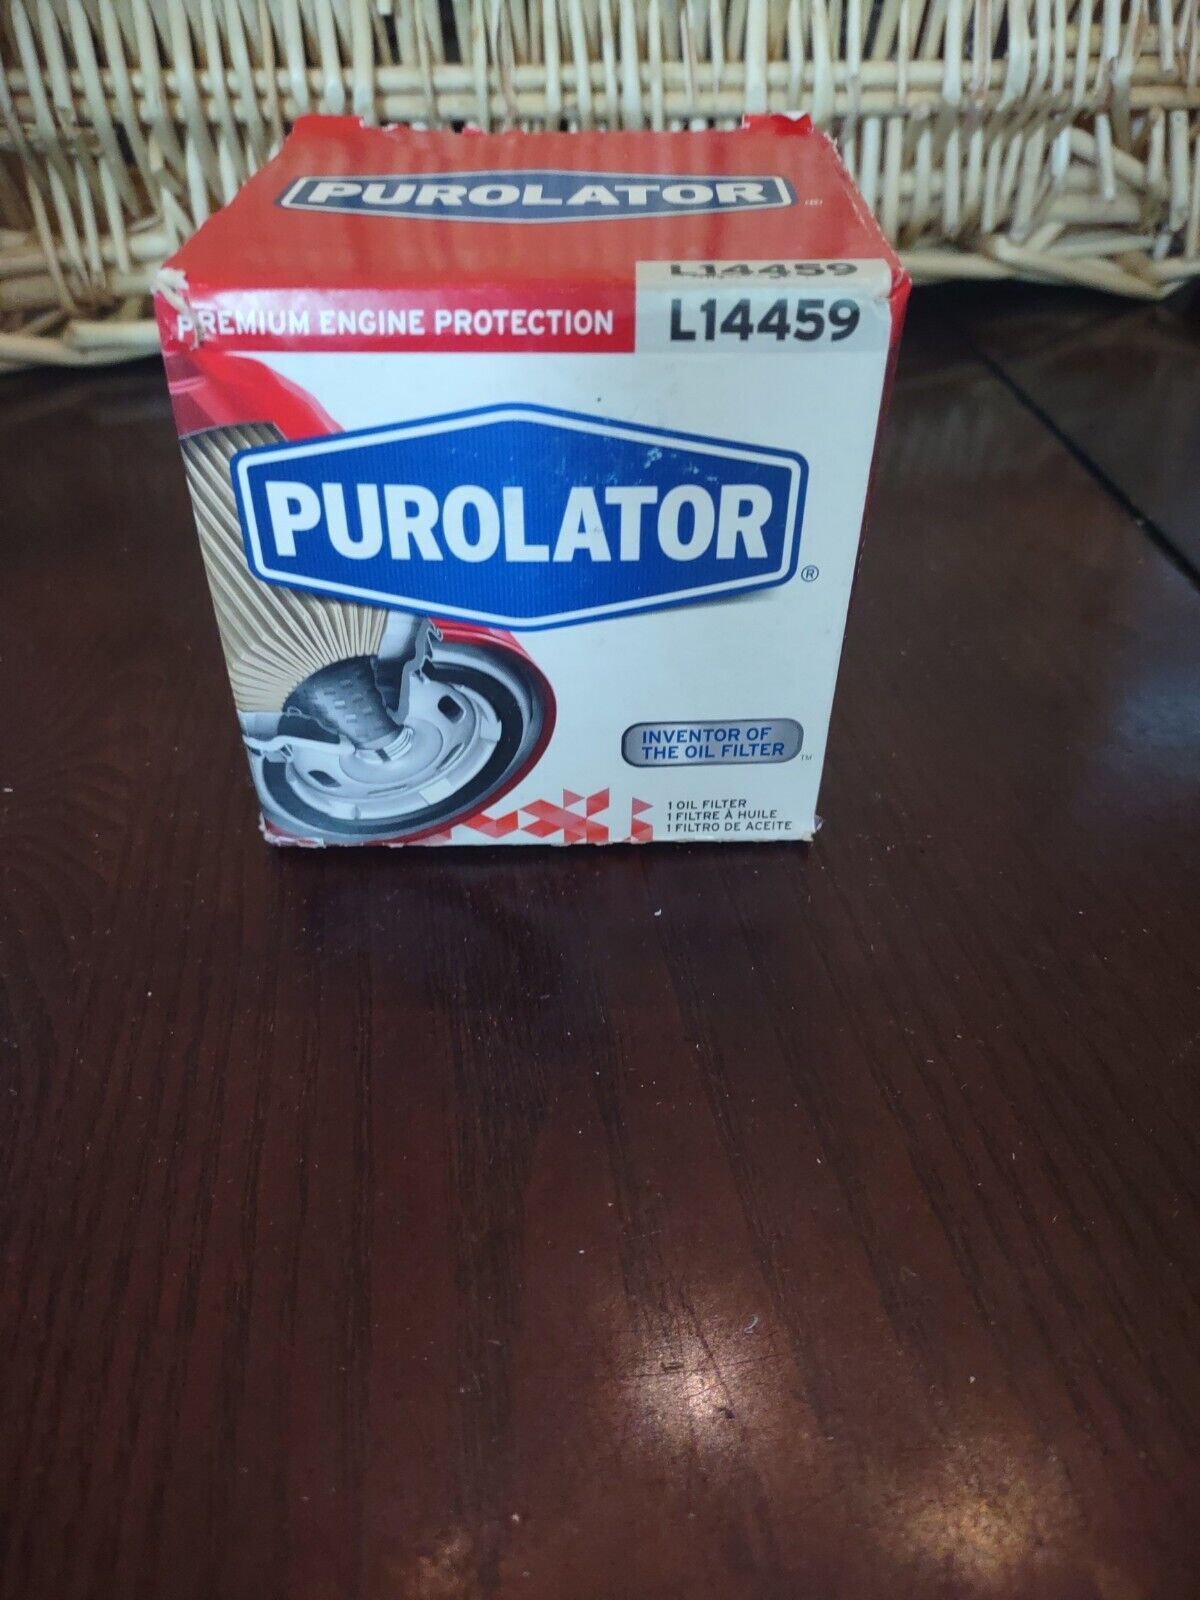 PUROLATOR
®
L14459
PREMIUM ENGINE PROTECTION
L14459
PUROLATOR
®
INVENTOR OF
THE OIL FILTER
™
1 OIL FILTER
1 FILTRE À HUILE
1 FILTRO DE ACEITE